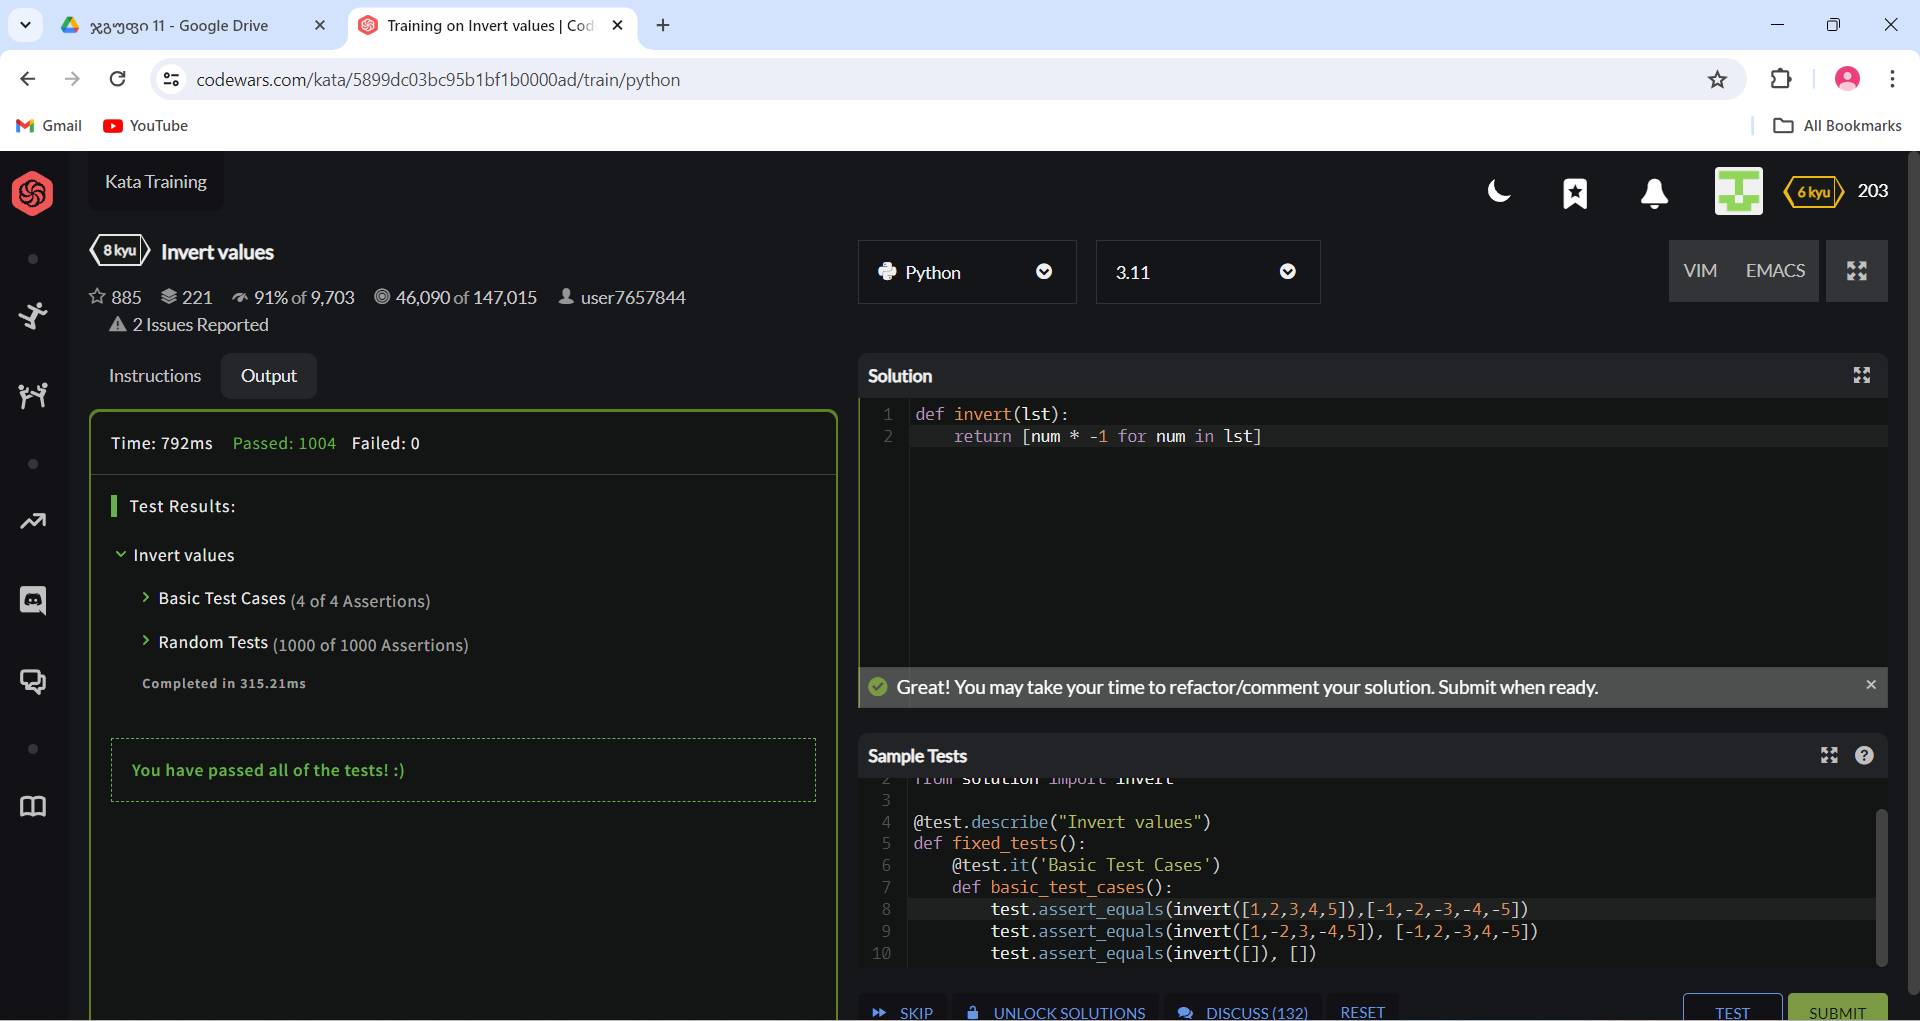 ჯგუფი 11 - Google Drive
Training on Invert values | Cod
codewars.com/kata/5899dc03bc95b1bf1b0000ad/train/python
Gmail
YouTube
All Bookmarks
Kata Training
6 kyu
203
8 kyu
Invert values
885
221
91% of 9,703
46,090 of 147,015
user7657844
2 Issues Reported
Python
3.11
VIM
EMACS
Instructions
Output
Time: 792ms
Passed: 1004
Failed: 0
Test Results:
Invert values
Basic Test Cases (4 of 4 Assertions)
Random Tests (1000 of 1000 Assertions)
Completed in 315.21ms
You have passed all of the tests! :)
Solution
1 def invert(lst):
2     return [num * -1 for num in lst]
Great! You may take your time to refactor/comment your solution. Submit when ready.
Sample Tests
2 from solution import invert
3
4 @test.describe("Invert values")
5 def fixed_tests():
6     @test.it('Basic Test Cases')
7     def basic_test_cases():
8         test.assert_equals(invert([1,2,3,4,5]),[-1,-2,-3,-4,-5])
9         test.assert_equals(invert([1,-2,3,-4,5]), [-1,2,-3,4,-5])
10         test.assert_equals(invert([]), [])
SKIP
UNLOCK SOLUTIONS
DISCUSS (132)
RESET
TEST
SUBMIT